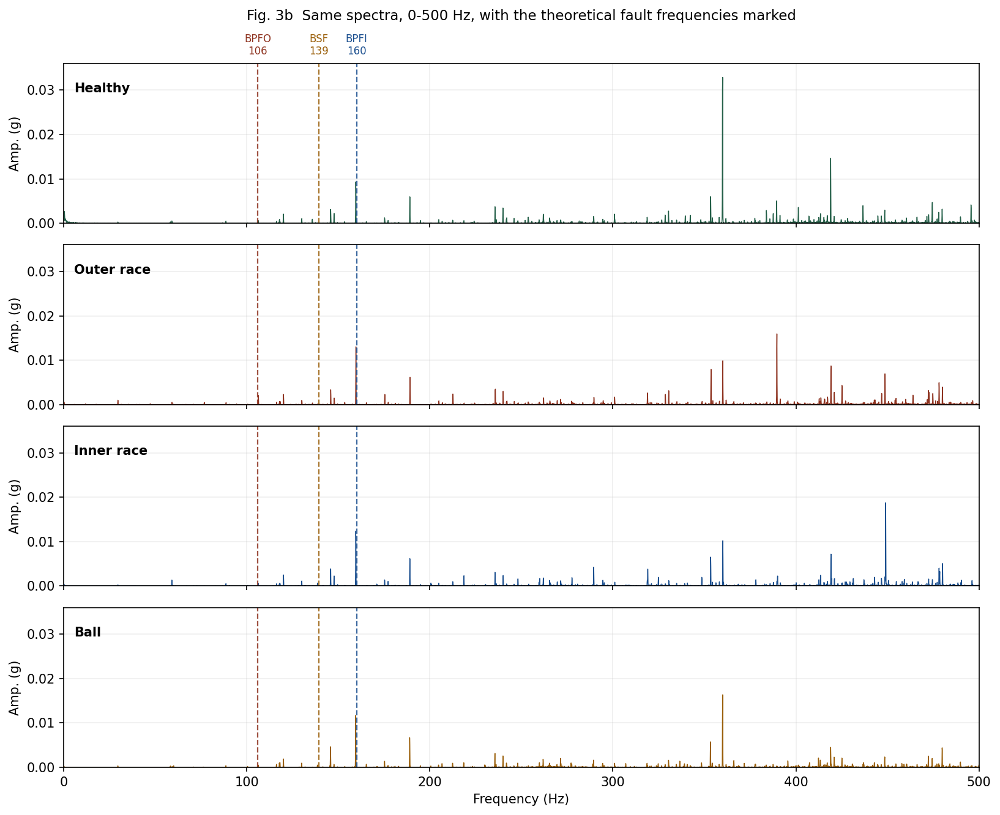 Fig. 3b  Same spectra, 0-500 Hz, with the theoretical fault frequencies marked
BPFO
106
BSF
139
BPFI
160
Healthy
Amp. (g)
0.03
0.02
0.01
0.00
Outer race
Amp. (g)
0.03
0.02
0.01
0.00
Inner race
Amp. (g)
0.03
0.02
0.01
0.00
Ball
Amp. (g)
0.03
0.02
0.01
0.00
0 100 200 300 400 500
Frequency (Hz)